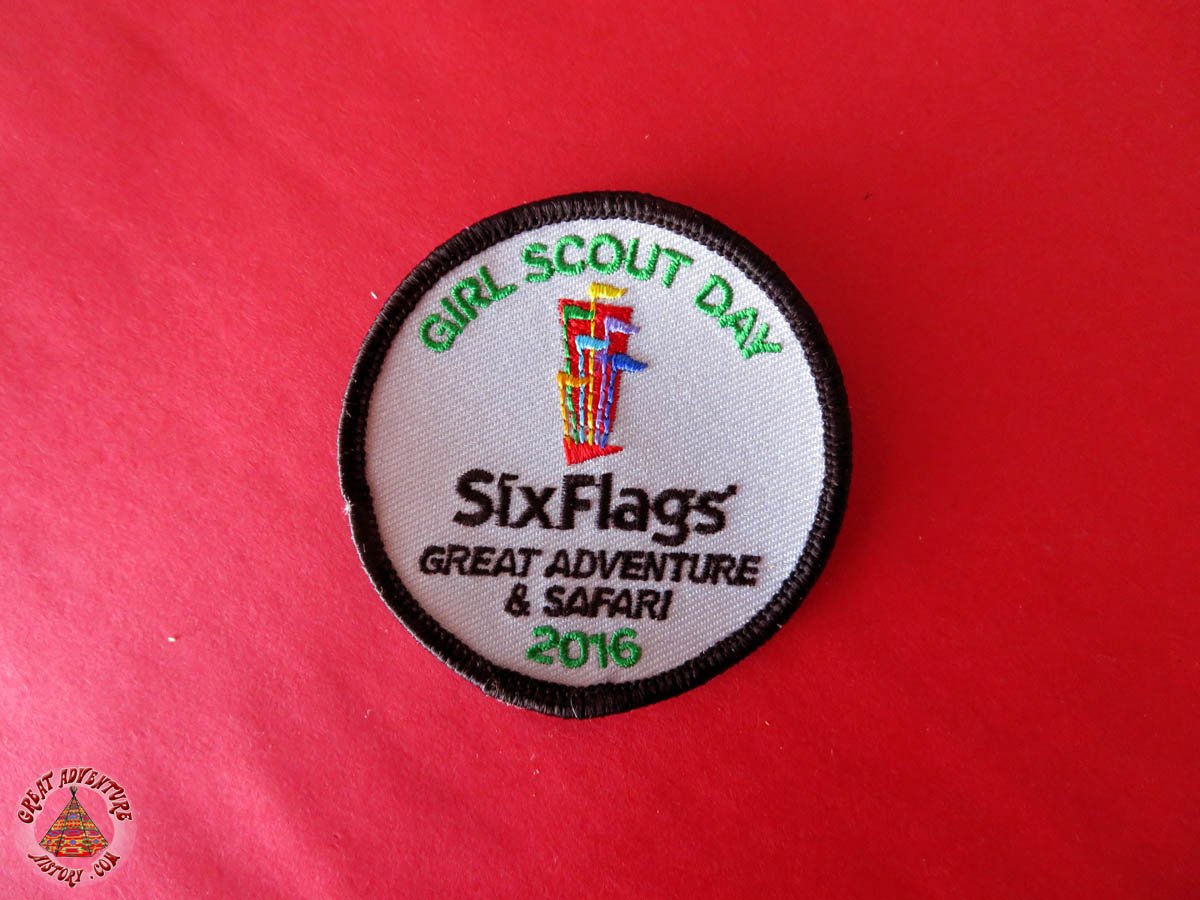 GIRL SCOUT DAY
SixFlags
GREAT ADVENTURE
& SAFARI
2016
GREAT ADVENTURE
HISTORY.COM